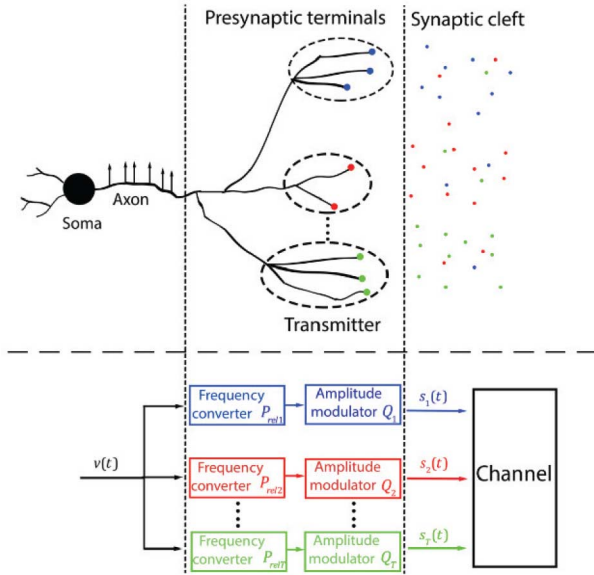 Presynaptic terminals
Synaptic cleft
Soma
Axon
Transmitter
Frequency
converter P_rel1
Amplitude
modulator Q_1
s_1(t)
v(t)
Frequency
converter P_rel2
Amplitude
modulator Q_2
s_2(t)
Frequency
converter P_relT
Amplitude
modulator Q_T
s_T(t)
Channel